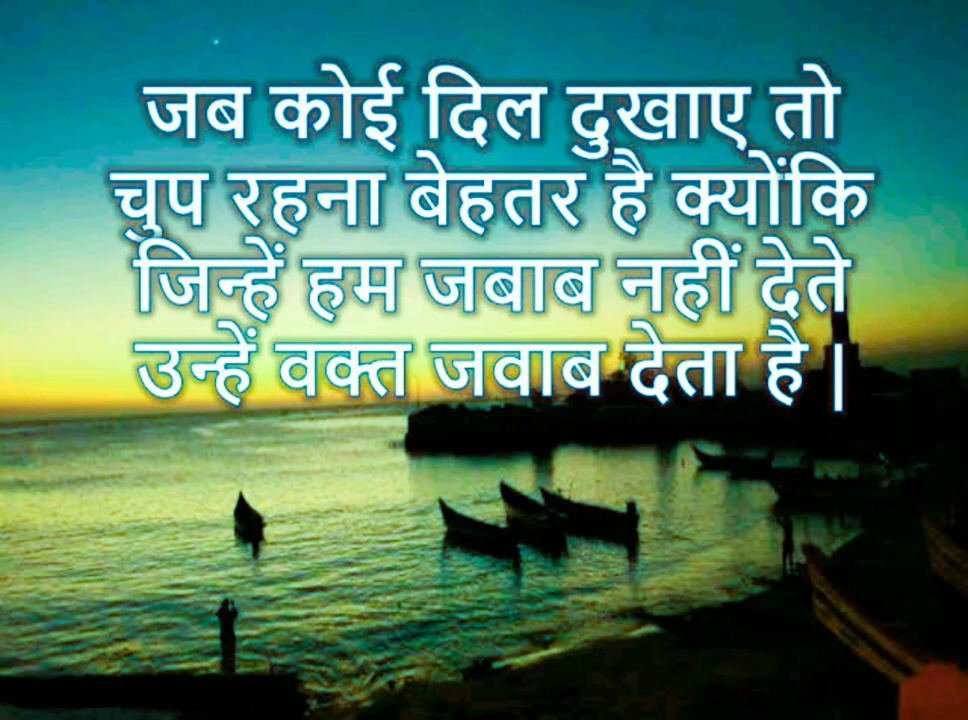 जब कोई दिल दुखाए तो
चुप रहना बेहतर है क्योंकि
जिन्हें हम जबाब नहीं देते
उन्हें वक्त जवाब देता है |